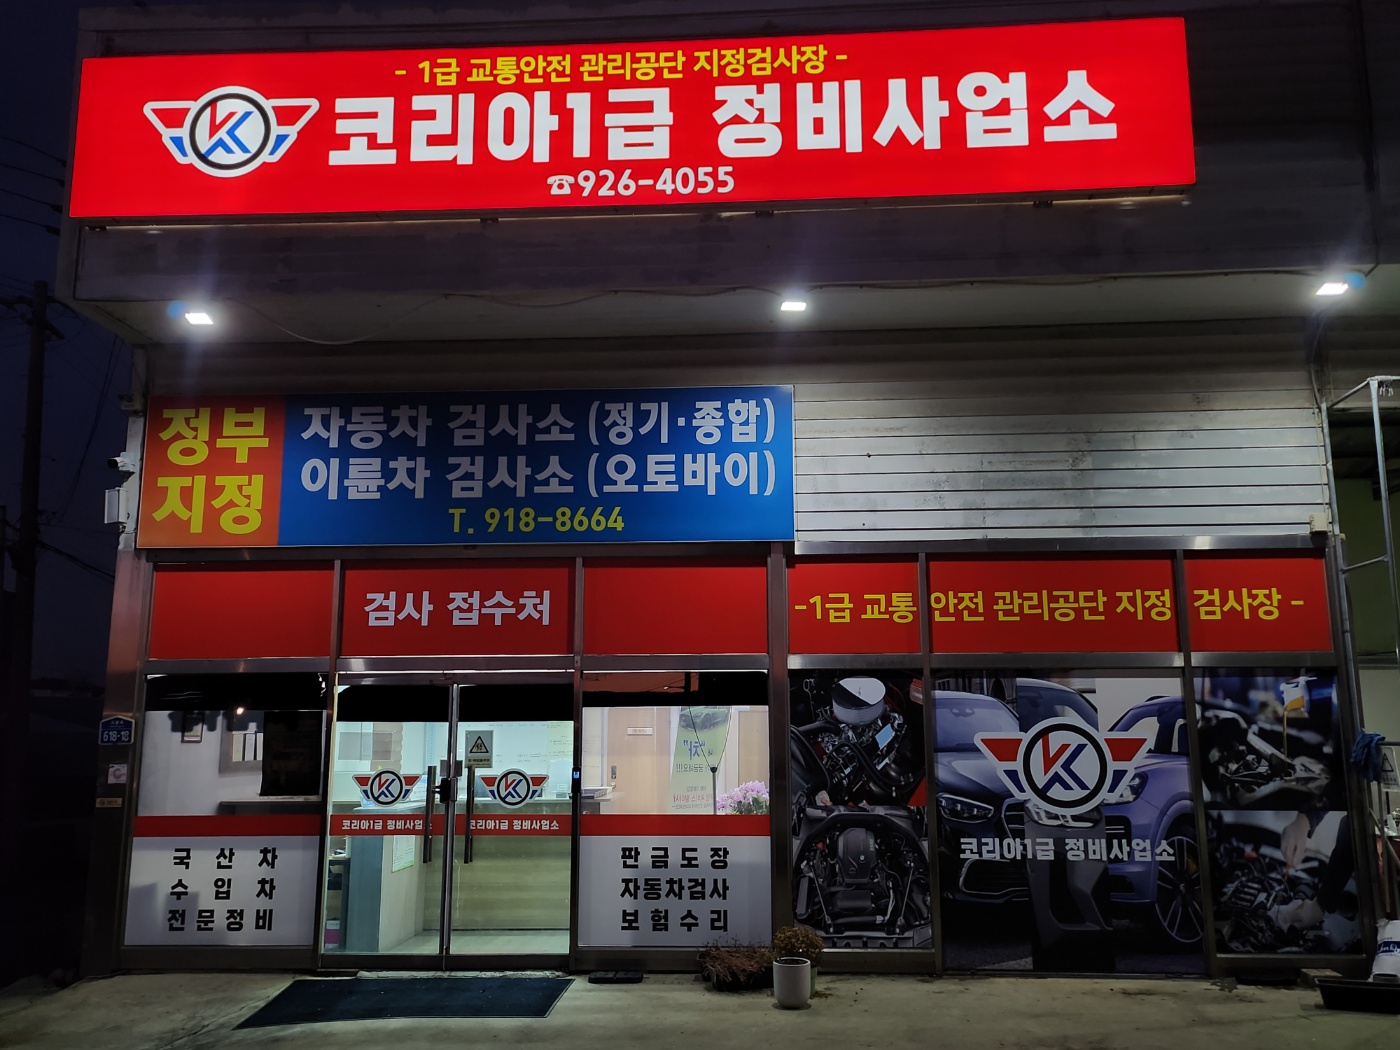 - 1급 교통안전 관리공단 지정검사장 -
코리아1급 정비사업소
☎926-4055
정부
지정
자동차 검사소 (정기·종합)
이륜차 검사소 (오토바이)
T. 918-8664
검사 접수처
-1급 교통안전 관리공단 지정 검사장 -
618-18
코리아1급 정비사업소
코리아1급 정비사업소
코리아1급 정비사업소
국산차
수입차
전문정비
판금도장
자동차검사
보험수리